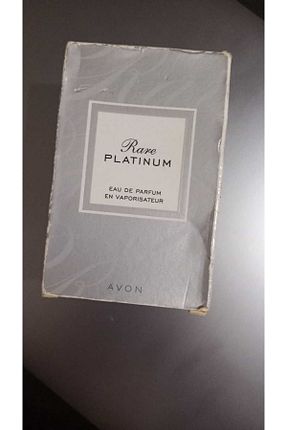 Rare
PLATINUM
EAU DE PARFUM
EN VAPORISATEUR
AVON